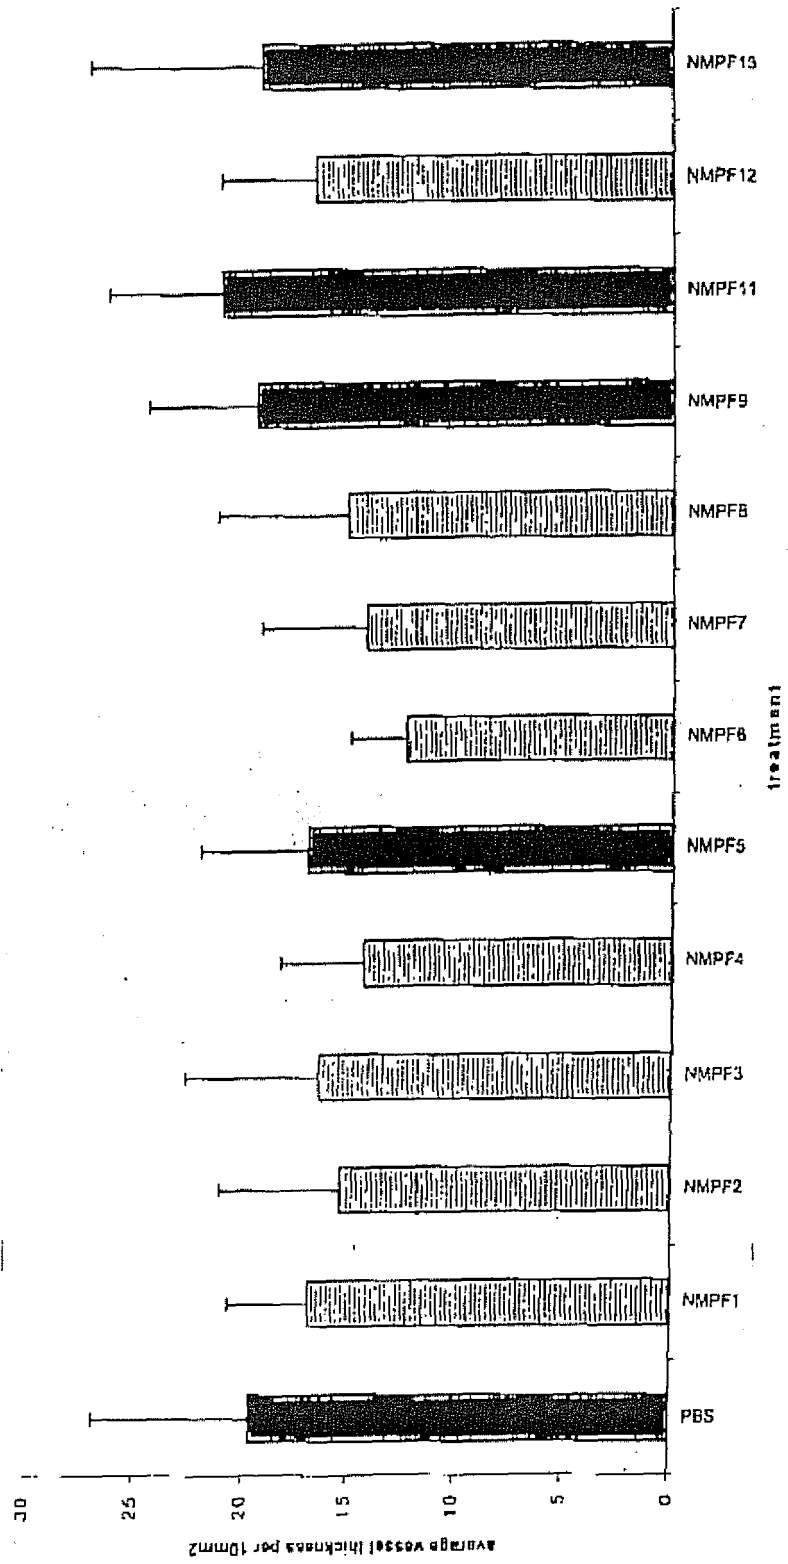 NMPF13
NMPF12
NMPF11
NMPF9
NMPF8
NMPF7
NMPF6
NMPF5
NMPF4
NMPF3
NMPF2
NMPF1
PBS
treatment
30
25
20
15
10
5
0
average vessel thickness per 10mm2